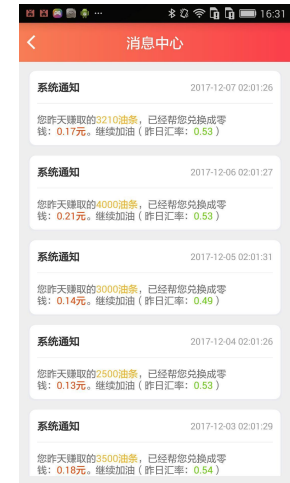 16:31
消息中心
系统通知 2017-12-07 02:01:26
您昨天赚取的3210油条，已经帮您兑换成零
钱：0.17元。继续加油（昨日汇率：0.53）
系统通知 2017-12-06 02:01:27
您昨天赚取的4000油条，已经帮您兑换成零
钱：0.21元。继续加油（昨日汇率：0.53）
系统通知 2017-12-05 02:01:31
您昨天赚取的3000油条，已经帮您兑换成零
钱：0.14元。继续加油（昨日汇率：0.49）
系统通知 2017-12-04 02:01:26
您昨天赚取的2500油条，已经帮您兑换成零
钱：0.13元。继续加油（昨日汇率：0.53）
系统通知 2017-12-03 02:01:29
您昨天赚取的3500油条，已经帮您兑换成零
钱：0.18元。继续加油（昨日汇率：0.54）